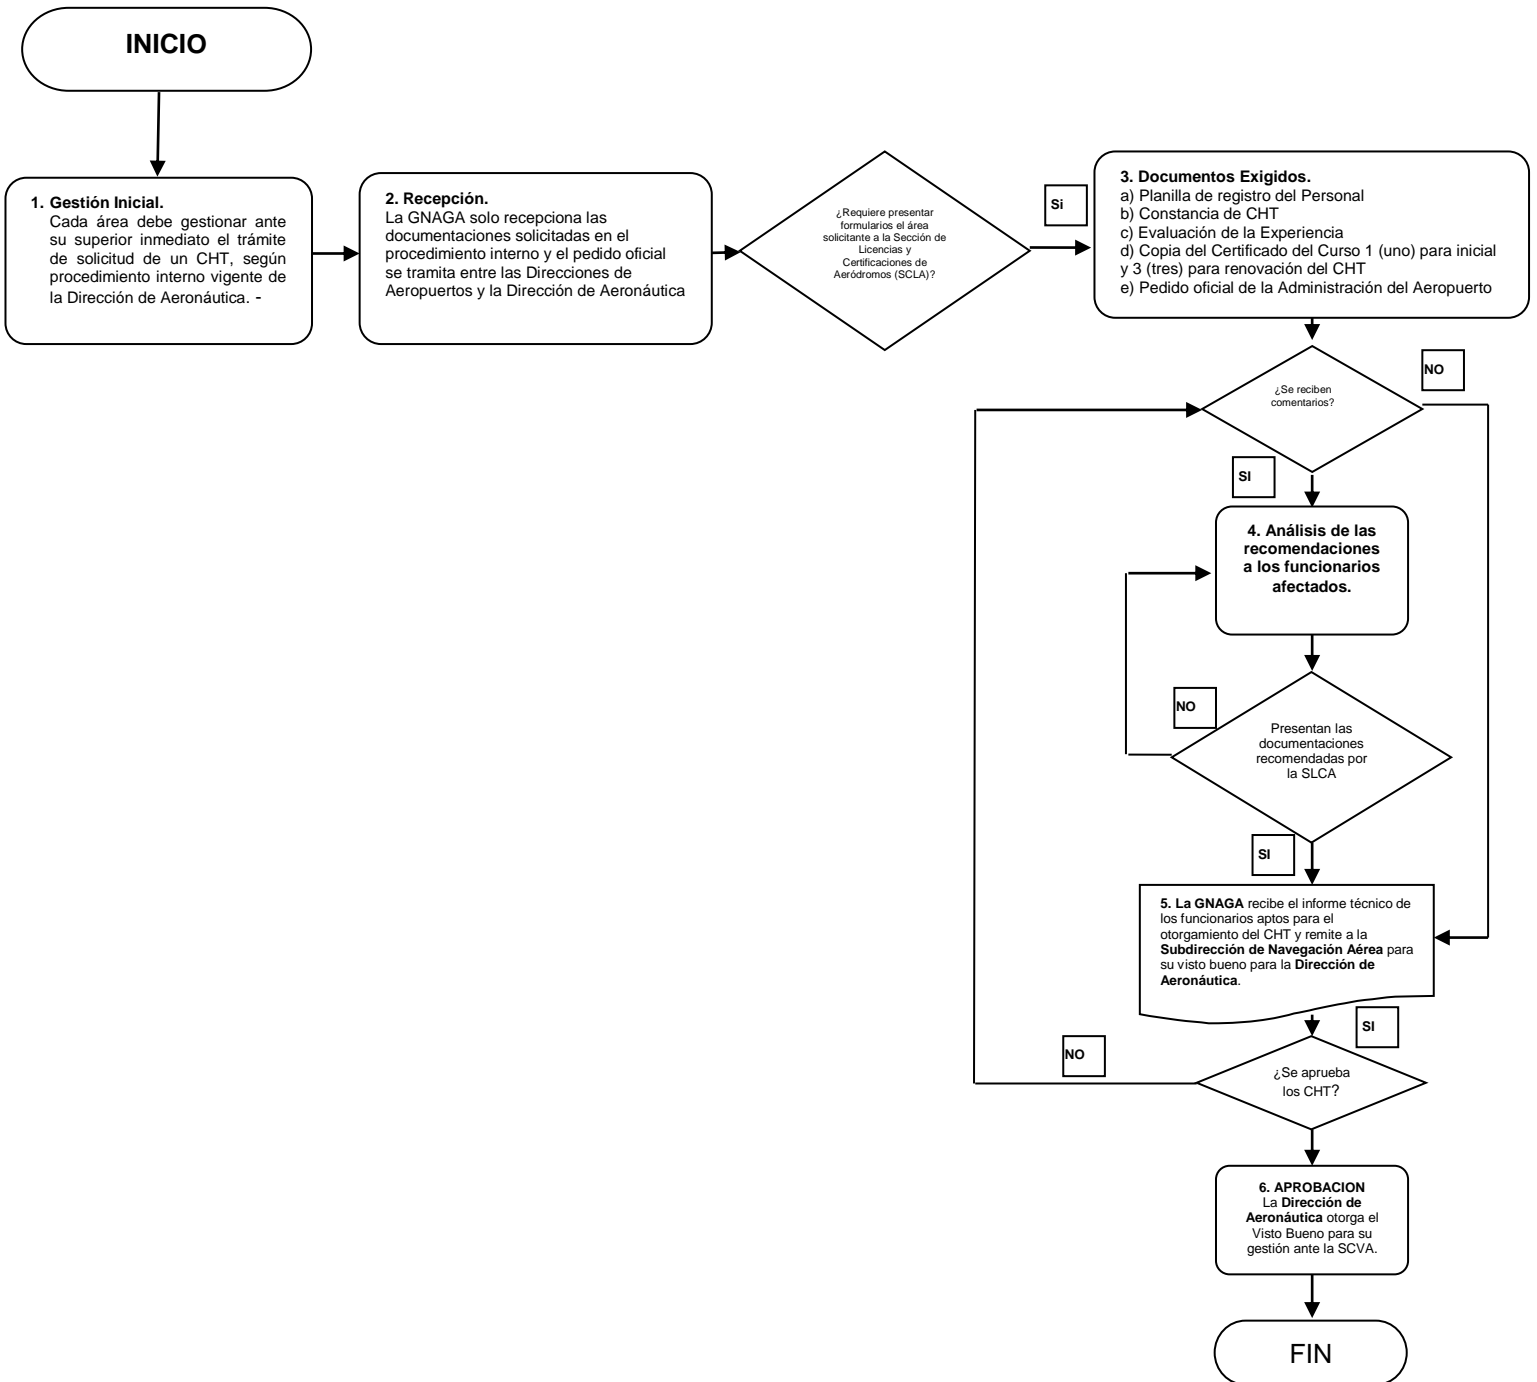 INICIO
1. Gestión Inicial.
Cada área debe gestionar ante
su superior inmediato el trámite
de solicitud de un CHT, según
procedimiento interno vigente de
la Dirección de Aeronáutica. -
2. Recepción.
La GNAGA solo recepciona las
documentaciones solicitadas en el
procedimiento interno y el pedido oficial
se tramita entre las Direcciones de
Aeropuertos y la Dirección de Aeronáutica
¿Requiere presentar
formularios el área
solicitante a la Sección de
Licencias y
Certificaciones de
Aeródromos (SCLA)?
Si
3. Documentos Exigidos.
a) Planilla de registro del Personal
b) Constancia de CHT
c) Evaluación de la Experiencia
d) Copia del Certificado del Curso 1 (uno) para inicial
y 3 (tres) para renovación del CHT
e) Pedido oficial de la Administración del Aeropuerto
¿Se reciben
comentarios?
NO
SI
4. Análisis de las
recomendaciones
a los funcionarios
afectados.
NO
Presentan las
documentaciones
recomendadas por
la SLCA
SI
5. La GNAGA recibe el informe técnico de
los funcionarios aptos para el
otorgamiento del CHT y remite a la
Subdirección de Navegación Aérea para
su visto bueno para la Dirección de
Aeronáutica.
SI
NO
¿Se aprueba
los CHT?
6. APROBACION
La Dirección de
Aeronáutica otorga el
Visto Bueno para su
gestión ante la SCVA.
FIN